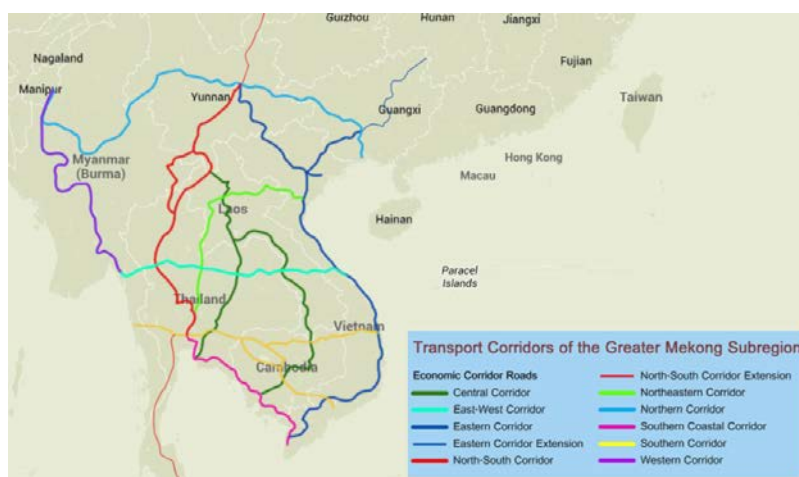 Guizhou
Hunan
Jiangxi
Nagaland
Fujian
Manipur
Yunnan
Taiwan
Guangxi
Guangdong
Myanmar
(Burma)
Hong Kong
Macau
Laos
Hainan
Paracel
Islands
Thailand
Vietnam
Cambodia
Transport Corridors of the Greater Mekong Subregion
Economic Corridor Roads
Central Corridor
East-West Corridor
Eastern Corridor
Eastern Corridor Extension
North-South Corridor
North-South Corridor Extension
Northeastern Corridor
Northern Corridor
Southern Coastal Corridor
Southern Corridor
Western Corridor